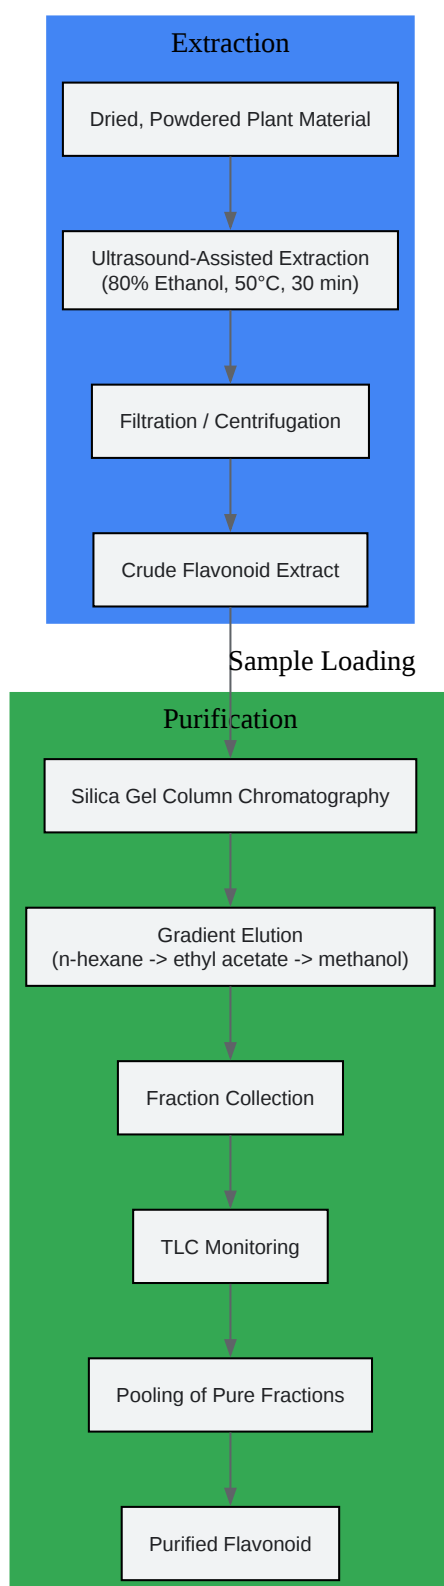 Extraction
Dried, Powdered Plant Material
Ultrasound-Assisted Extraction
(80% Ethanol, 50°C, 30 min)
Filtration / Centrifugation
Crude Flavonoid Extract
Sample Loading
Purification
Silica Gel Column Chromatography
Gradient Elution
(n-hexane -> ethyl acetate -> methanol)
Fraction Collection
TLC Monitoring
Pooling of Pure Fractions
Purified Flavonoid